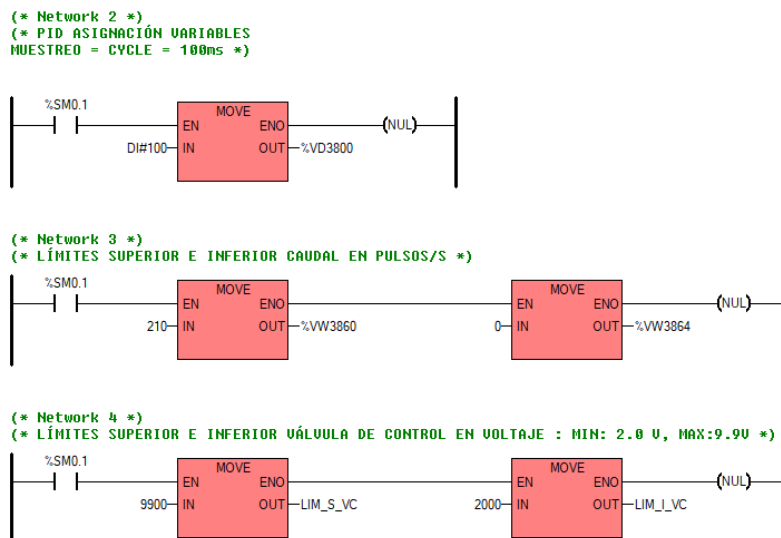 (* Network 2 *)
(* PID ASIGNACIÓN VARIABLES
MUESTREO = CYCLE = 100ms *)
%SM0.1
MOVE
EN ENO
(NUL)
DI#100 IN OUT %VD3800
(* Network 3 *)
(* LÍMITES SUPERIOR E INFERIOR CAUDAL EN PULSOS/S *)
%SM0.1
MOVE MOVE
EN ENO EN ENO (NUL)
210 IN OUT %VW3860 0 IN OUT %VW3864
(* Network 4 *)
(* LÍMITES SUPERIOR E INFERIOR VÁLVULA DE CONTROL EN VOLTAJE : MIN: 2.0 V, MAX:9.9V *)
%SM0.1
MOVE MOVE
EN ENO EN ENO (NUL)
9900 IN OUT LIM_S_VC 2000 IN OUT LIM_I_VC